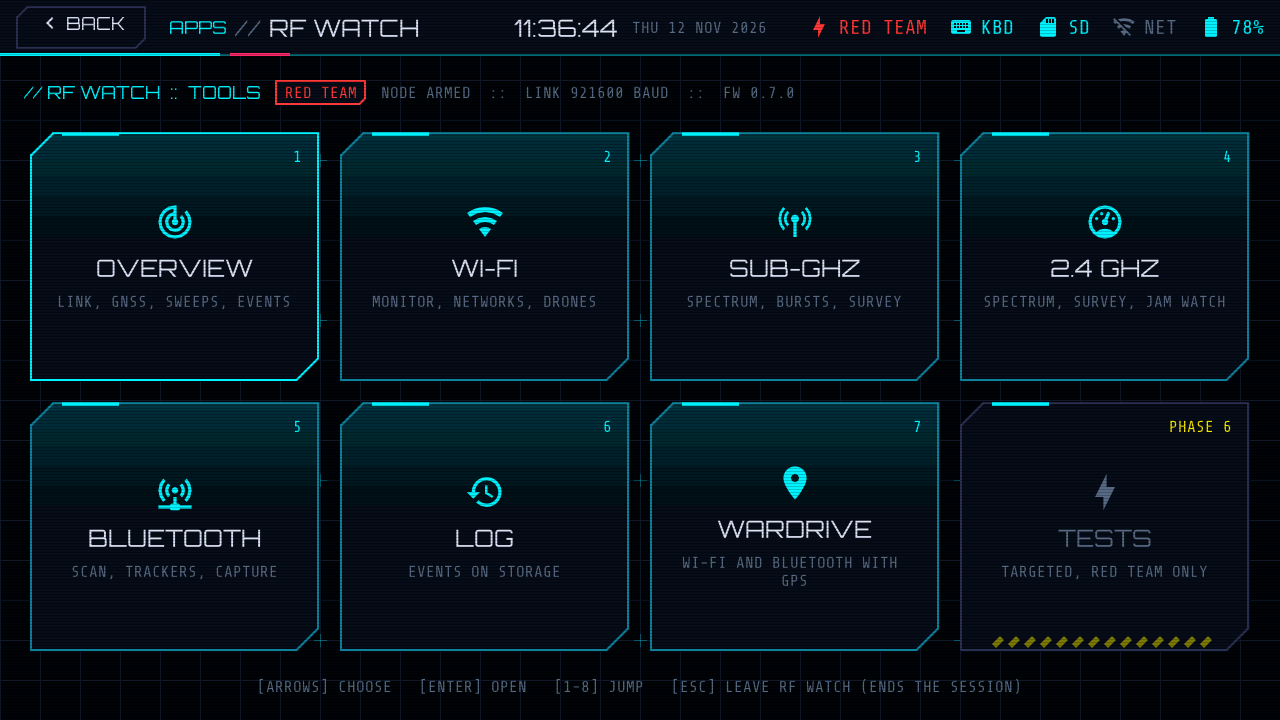 BACK APPS // RF WATCH 11:36:44 THU 12 NOV 2026 RED TEAM KBD SD NET 78%
// RF WATCH :: TOOLS RED TEAM NODE ARMED :: LINK 921600 BAUD :: FW 0.7.0
1
OVERVIEW
LINK, GNSS, SWEEPS, EVENTS
2
WI-FI
MONITOR, NETWORKS, DRONES
3
SUB-GHZ
SPECTRUM, BURSTS, SURVEY
4
2.4 GHZ
SPECTRUM, SURVEY, JAM WATCH
5
BLUETOOTH
SCAN, TRACKERS, CAPTURE
6
LOG
EVENTS ON STORAGE
7
WARDRIVE
WI-FI AND BLUETOOTH WITH
GPS
PHASE 6
TESTS
TARGETED, RED TEAM ONLY
[ARROWS] CHOOSE [ENTER] OPEN [1-8] JUMP [ESC] LEAVE RF WATCH (ENDS THE SESSION)